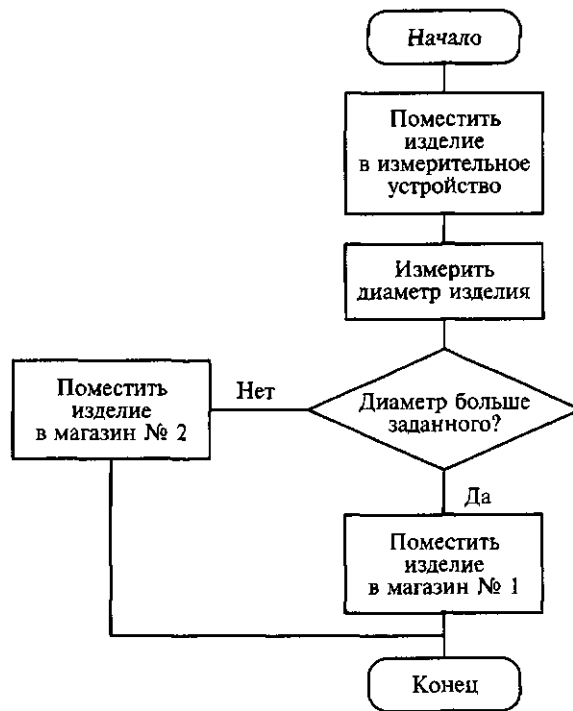 Начало
Поместить
изделие
в измерительное
устройство
Измерить
диаметр изделия
Диаметр больше
заданного?
Нет
Поместить
изделие
в магазин № 2
Да
Поместить
изделие
в магазин № 1
Конец